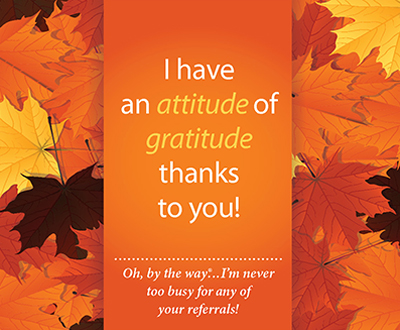 I have
an attitude of
gratitude
thanks
to you!
Oh, by the way®...I'm never
too busy for any of
your referrals!